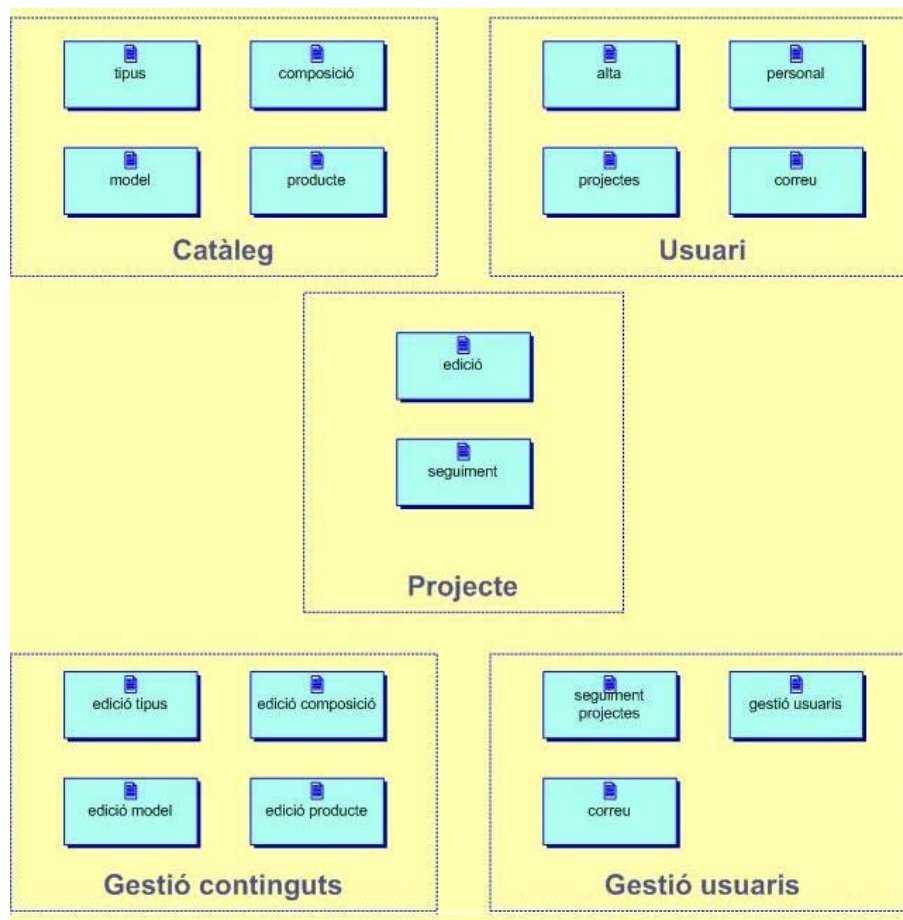 tipus
composició
model
producte
Catàleg
alta
personal
projectes
correu
Usuari
edició
seguiment
Projecte
edició tipus
edició composició
edició model
edició producte
Gestió continguts
seguiment
projectes
gestió usuaris
correu
Gestió usuaris